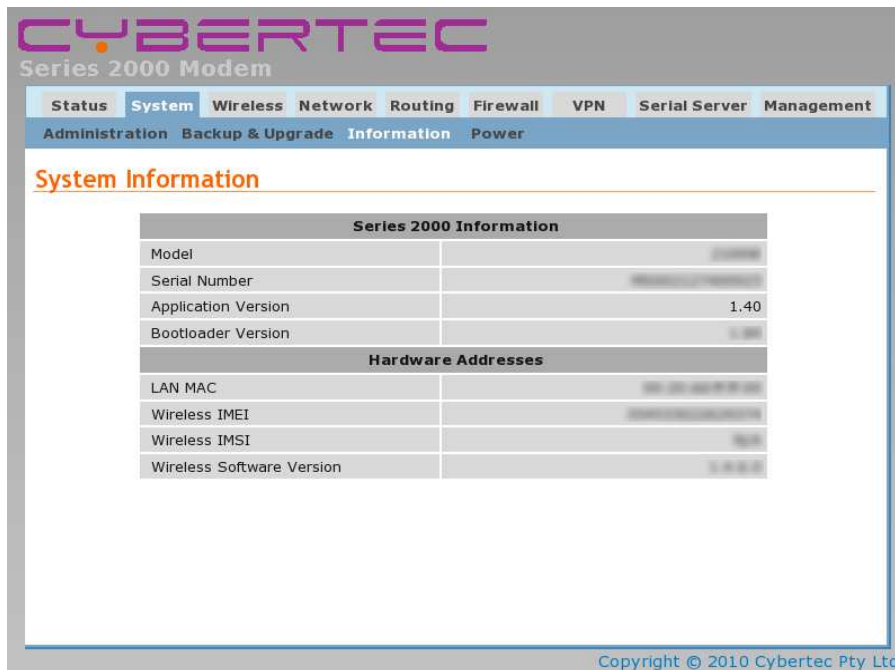 CYBERTEC
Series 2000 Modem
Status System Wireless Network Routing Firewall VPN Serial Server Management
Administration Backup & Upgrade Information Power
System Information
Series 2000 Information
Model
Serial Number
Application Version 1.40
Bootloader Version
Hardware Addresses
LAN MAC
Wireless IMEI
Wireless IMSI
Wireless Software Version
Copyright © 2010 Cybertec Pty Ltd